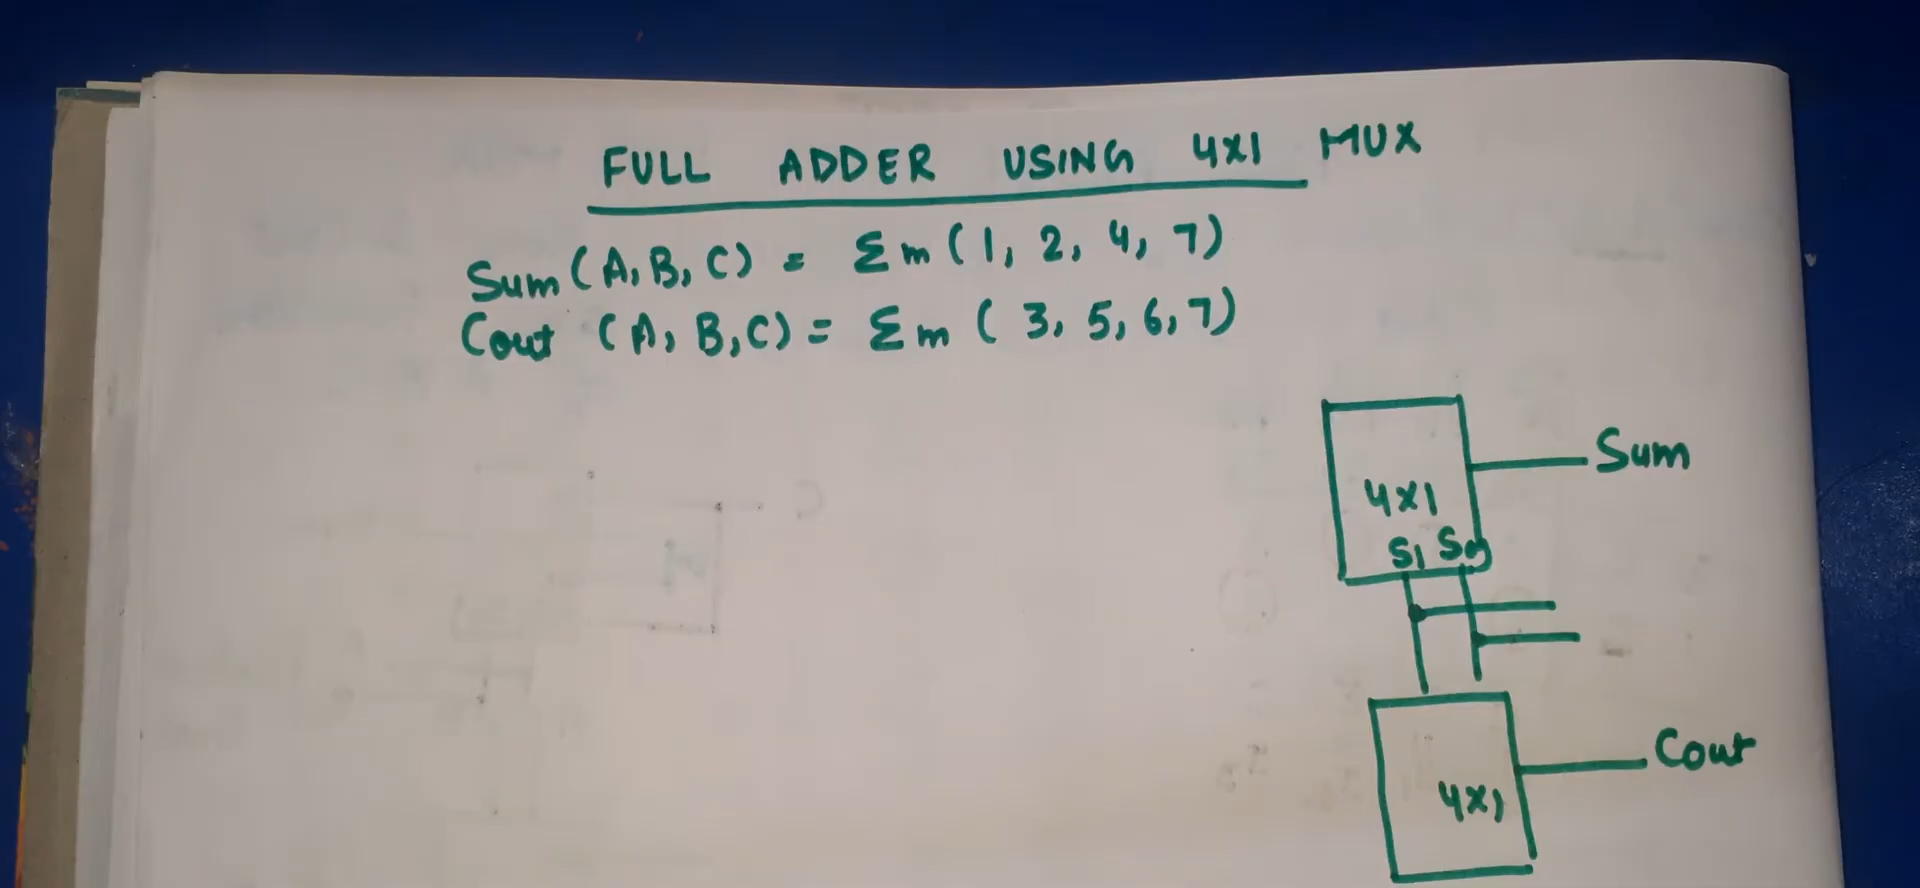 FULL ADDER USING 4X1 MUX
Sum (A, B, C) = Σm (1, 2, 4, 7)
Cout (A, B, C) = Σm (3, 5, 6, 7)
Sum
4X1
S1 S0
Cout
4X1